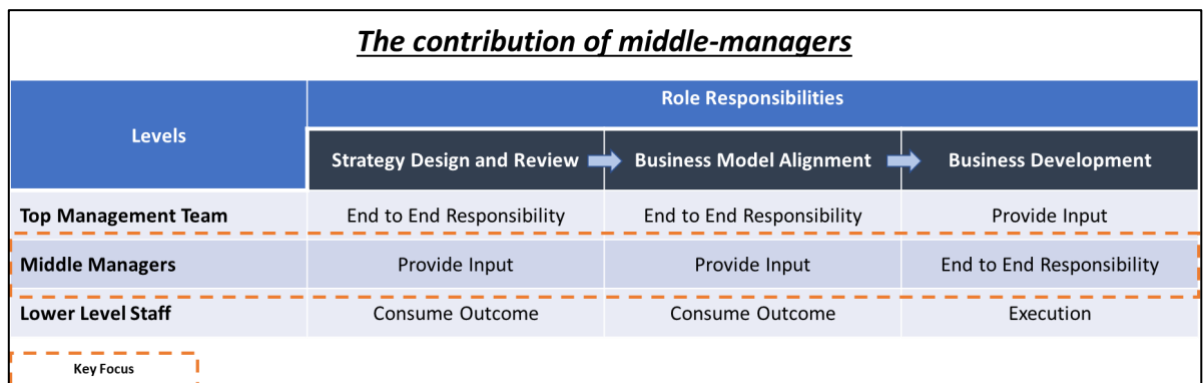 The contribution of middle-managers
Levels
Role Responsibilities
Strategy Design and Review
Business Model Alignment
Business Development
Top Management Team
End to End Responsibility
End to End Responsibility
Provide Input
Middle Managers
Provide Input
Provide Input
End to End Responsibility
Lower Level Staff
Consume Outcome
Consume Outcome
Execution
Key Focus